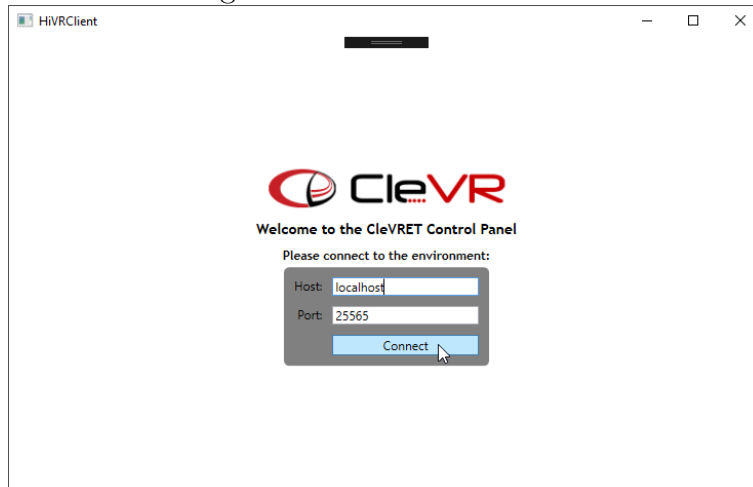 HiVRClient
CleVR
Welcome to the CleVRET Control Panel
Please connect to the environment:
Host: localhost
Port: 25565
Connect